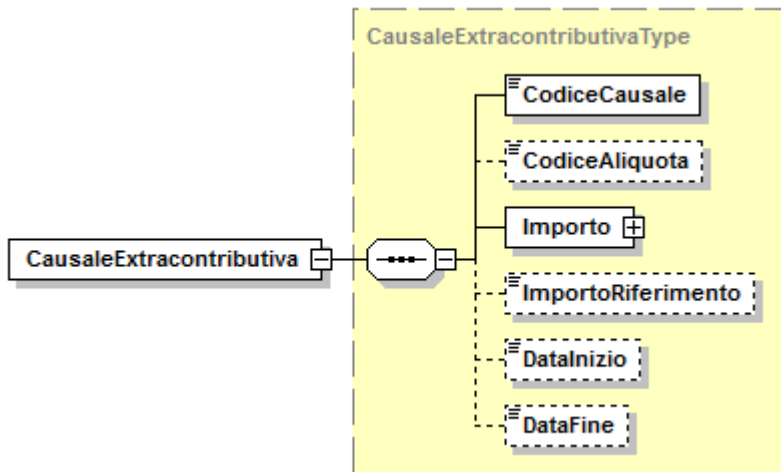 CausaleExtracontributivaType
CodiceCausale
CodiceAliquota
CausaleExtracontributiva
Importo
ImportoRiferimento
DataInizio
DataFine